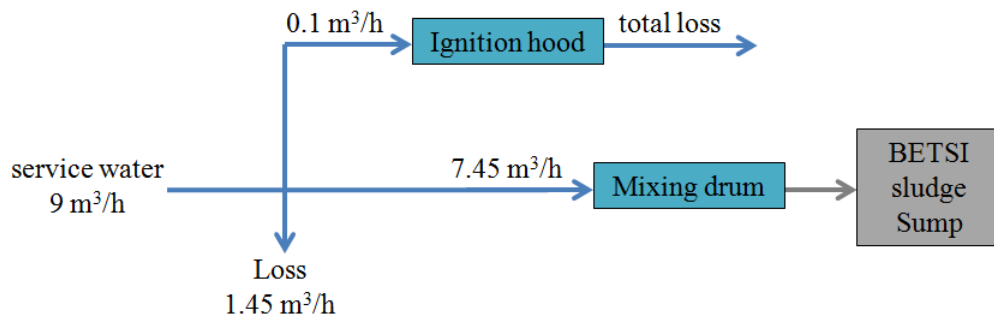 0.1 m³/h
total loss
Ignition hood
service water
9 m³/h
7.45 m³/h
Mixing drum
BETSI
sludge
Sump
Loss
1.45 m³/h